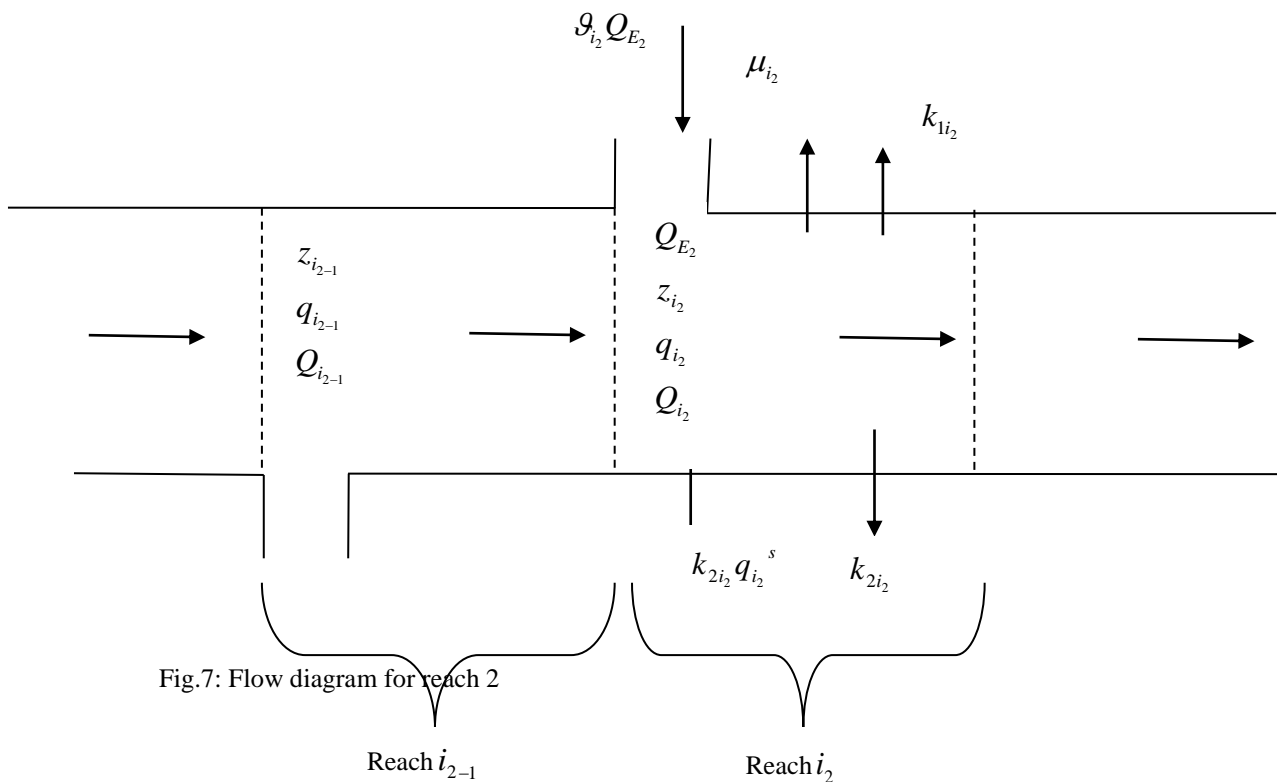 𝜗_{i_2} Q_{E_2}
μ_{i_2}
k_{1i_2}
z_{i_{2-1}}
q_{i_{2-1}}
Q_{i_{2-1}}
Q_{E_2}
z_{i_2}
q_{i_2}
Q_{i_2}
k_{2i_2} q_{i_2}^s
k_{2i_2}
Fig.7: Flow diagram for reach 2
Reach i_{2-1}
Reach i_2